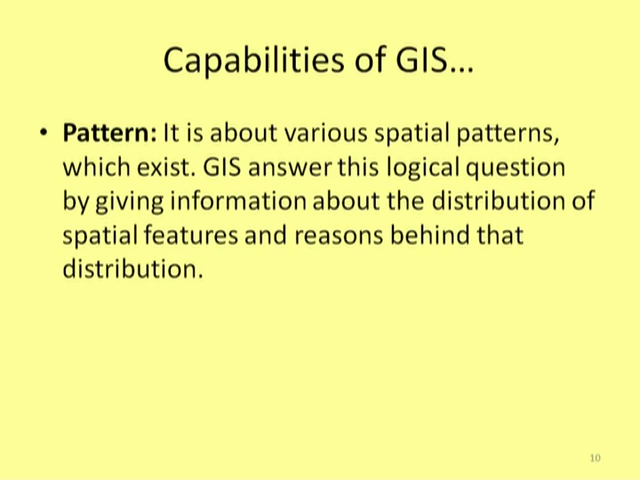 Capabilities of GIS...
• Pattern: It is about various spatial patterns,
which exist. GIS answer this logical question
by giving information about the distribution of
spatial features and reasons behind that
distribution.
10